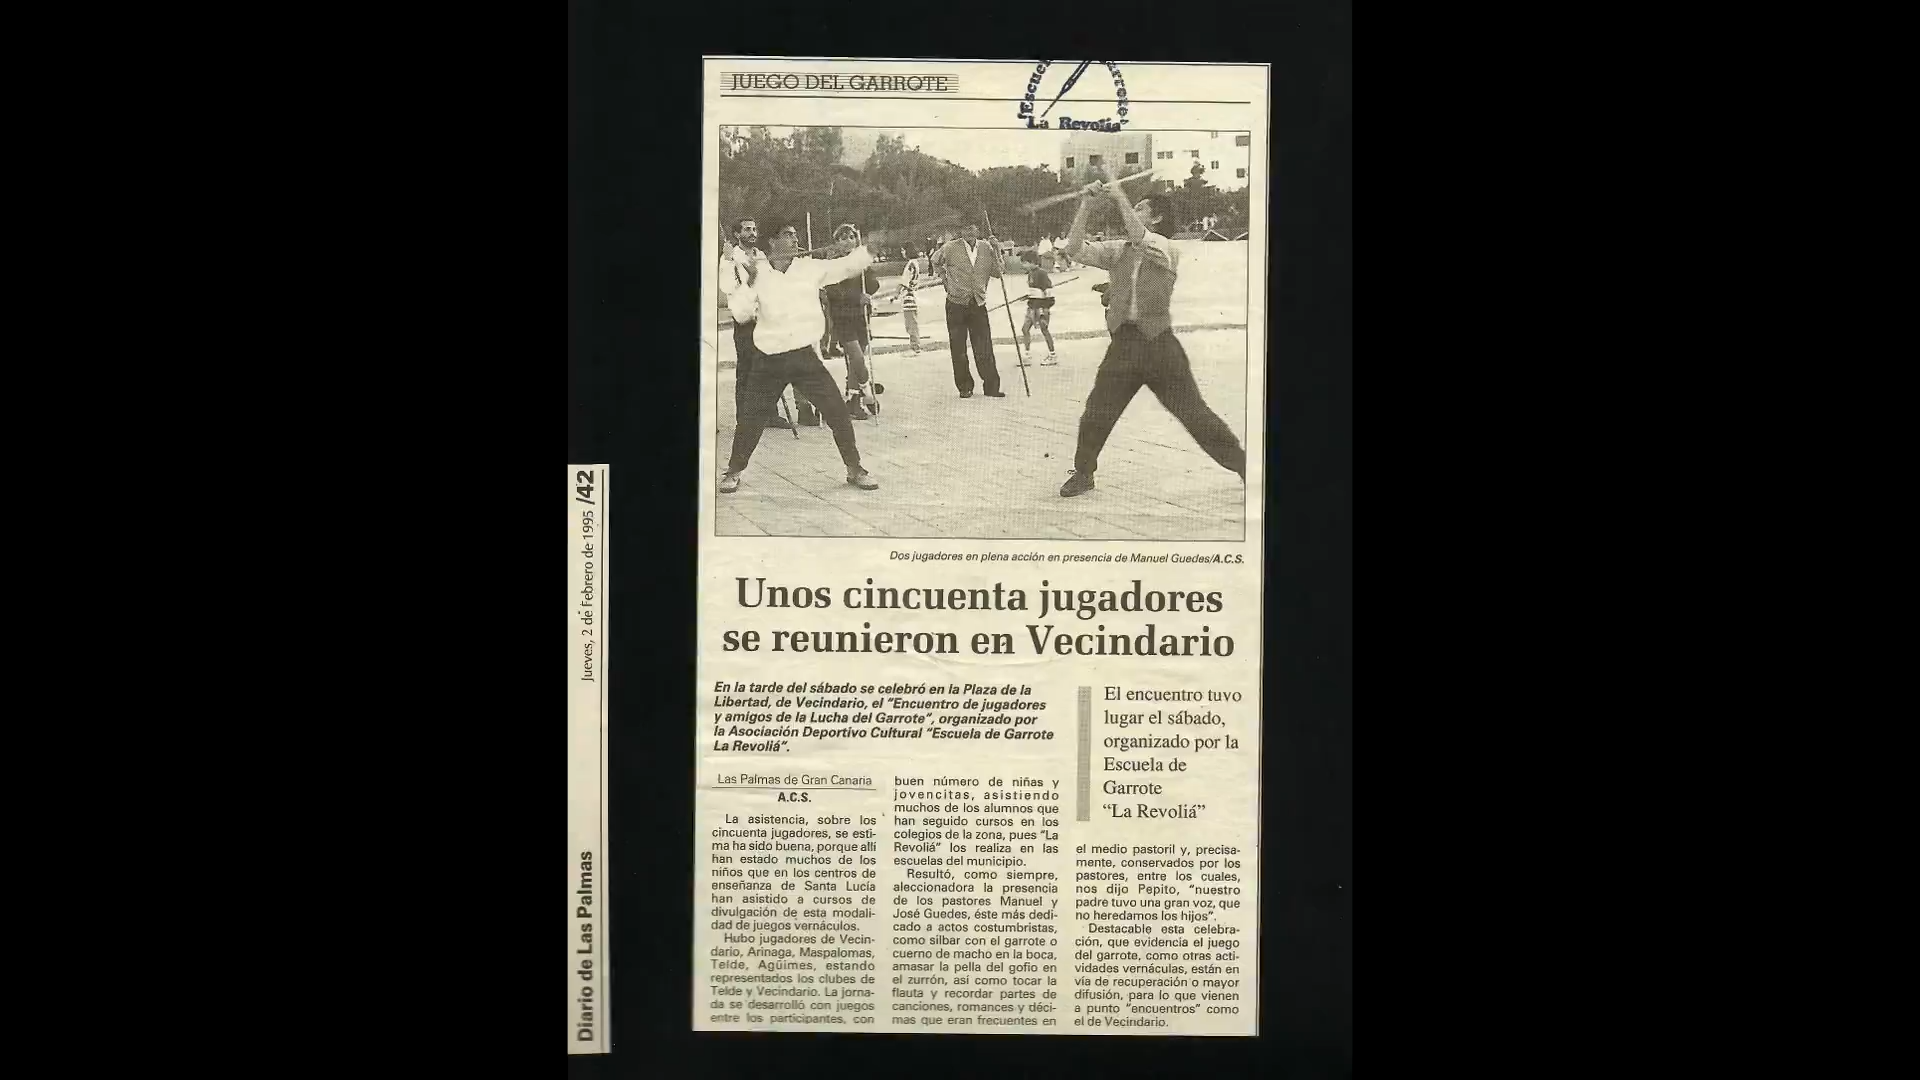 JUEGO DEL GARROTE
"Escuel
arrote"
La Revoliá
Dos jugadores en plena acción en presencia de Manuel Guedes/A.C.S.
Unos cincuenta jugadores
se reunieron en Vecindario
En la tarde del sábado se celebró en la Plaza de la
Libertad, de Vecindario, el "Encuentro de jugadores
y amigos de la Lucha del Garrote", organizado por
la Asociación Deportivo Cultural "Escuela de Garrote
La Revoliá".
El encuentro tuvo
lugar el sábado,
organizado por la
Escuela de
Garrote
“La Revoliá”
Las Palmas de Gran Canaria
A.C.S.
La asistencia, sobre los
cincuenta jugadores, se esti-
ma ha sido buena, porque allí
han estado muchos de los
niños que en los centros de
enseñanza de Santa Lucía
han asistido a cursos de
divulgación de esta modali-
dad de juegos vernáculos.
Hubo jugadores de Vecin-
dario, Arinaga, Maspalomas,
Telde, Agüimes, estando
representados los clubes de
Telde y Vecindario. La jorna-
da se desarrolló con juegos
entre los participantes, con
buen número de niñas y
jovencitas, asistiendo
muchos de los alumnos que
han seguido cursos en los
colegios de la zona, pues "La
Revoliá" los realiza en las
escuelas del municipio.
Resultó, como siempre,
aleccionadora la presencia
de los pastores Manuel y
José Guedes, éste más dedi-
cado a actos costumbristas,
como silbar con el garrote o
cuerno de macho en la boca,
amasar la pella del gofio en
el zurrón, así como tocar la
flauta y recordar partes de
canciones, romances y déci-
mas que eran frecuentes en
el medio pastoril y, precisa-
mente, conservados por los
pastores, entre los cuales,
nos dijo Pepito, "nuestro
padre tuvo una gran voz, que
no heredamos los hijos".
Destacable esta celebra-
ción, que evidencia el juego
del garrote, como otras acti-
vidades vernáculas, están en
vía de recuperación o mayor
difusión, para lo que vienen
a punto "encuentros" como
el de Vecindario.
Diario de Las Palmas
Jueves, 2 de Febrero de 1995 /42